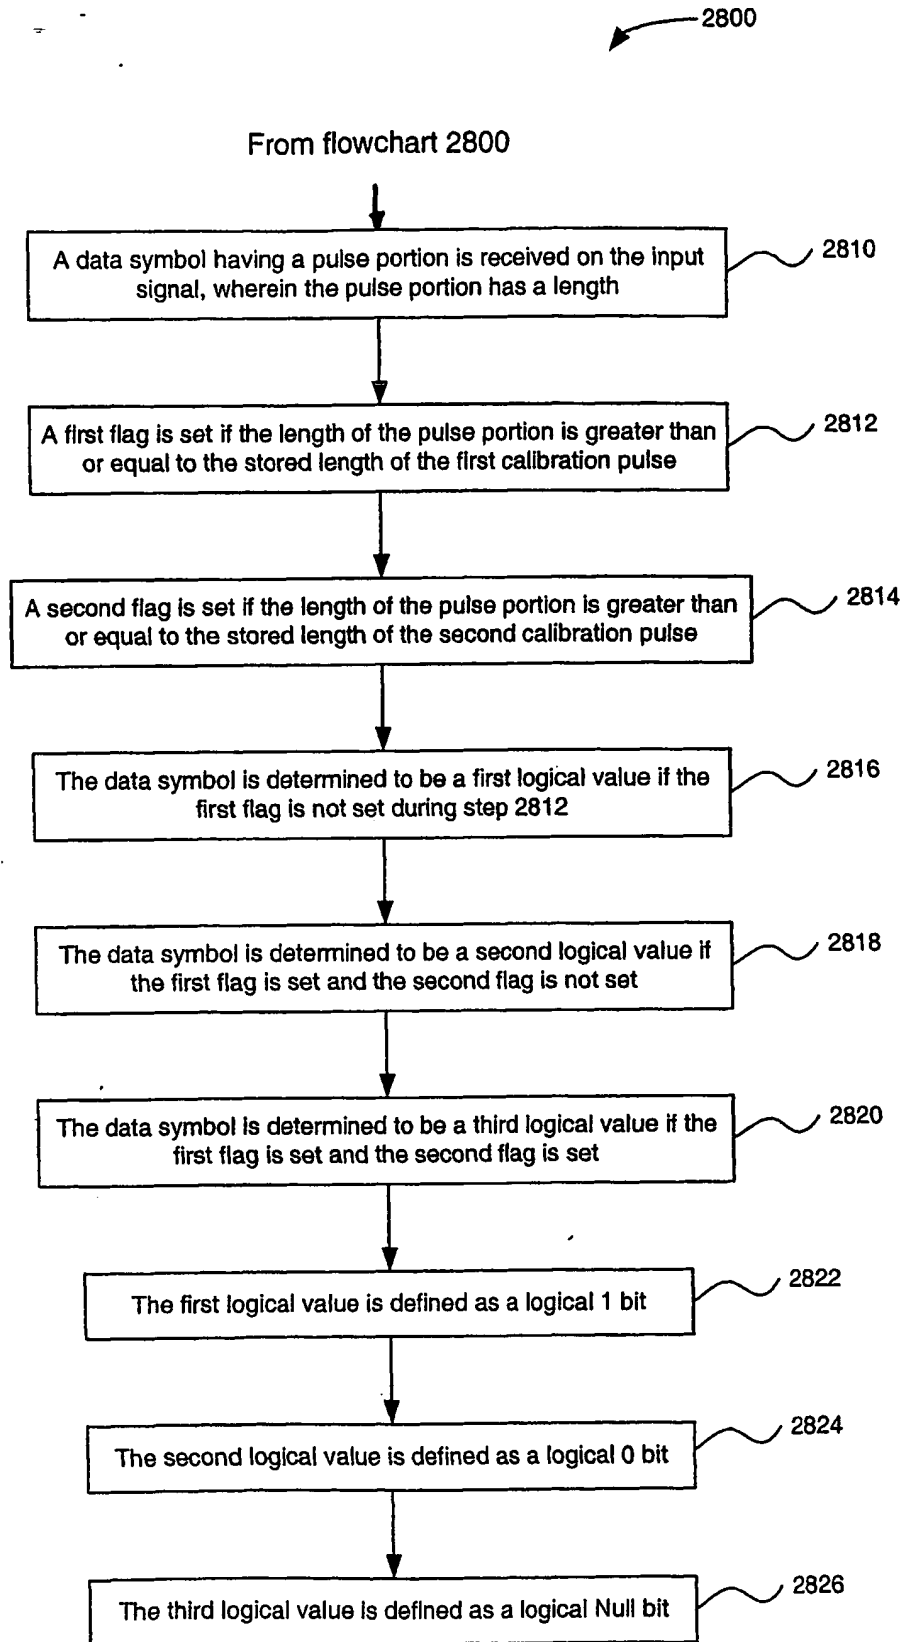 2800
From flowchart 2800
A data symbol having a pulse portion is received on the input
signal, wherein the pulse portion has a length
2810
A first flag is set if the length of the pulse portion is greater than
or equal to the stored length of the first calibration pulse
2812
A second flag is set if the length of the pulse portion is greater than
or equal to the stored length of the second calibration pulse
2814
The data symbol is determined to be a first logical value if the
first flag is not set during step 2812
2816
The data symbol is determined to be a second logical value if
the first flag is set and the second flag is not set
2818
The data symbol is determined to be a third logical value if the
first flag is set and the second flag is set
2820
The first logical value is defined as a logical 1 bit
2822
The second logical value is defined as a logical 0 bit
2824
The third logical value is defined as a logical Null bit
2826